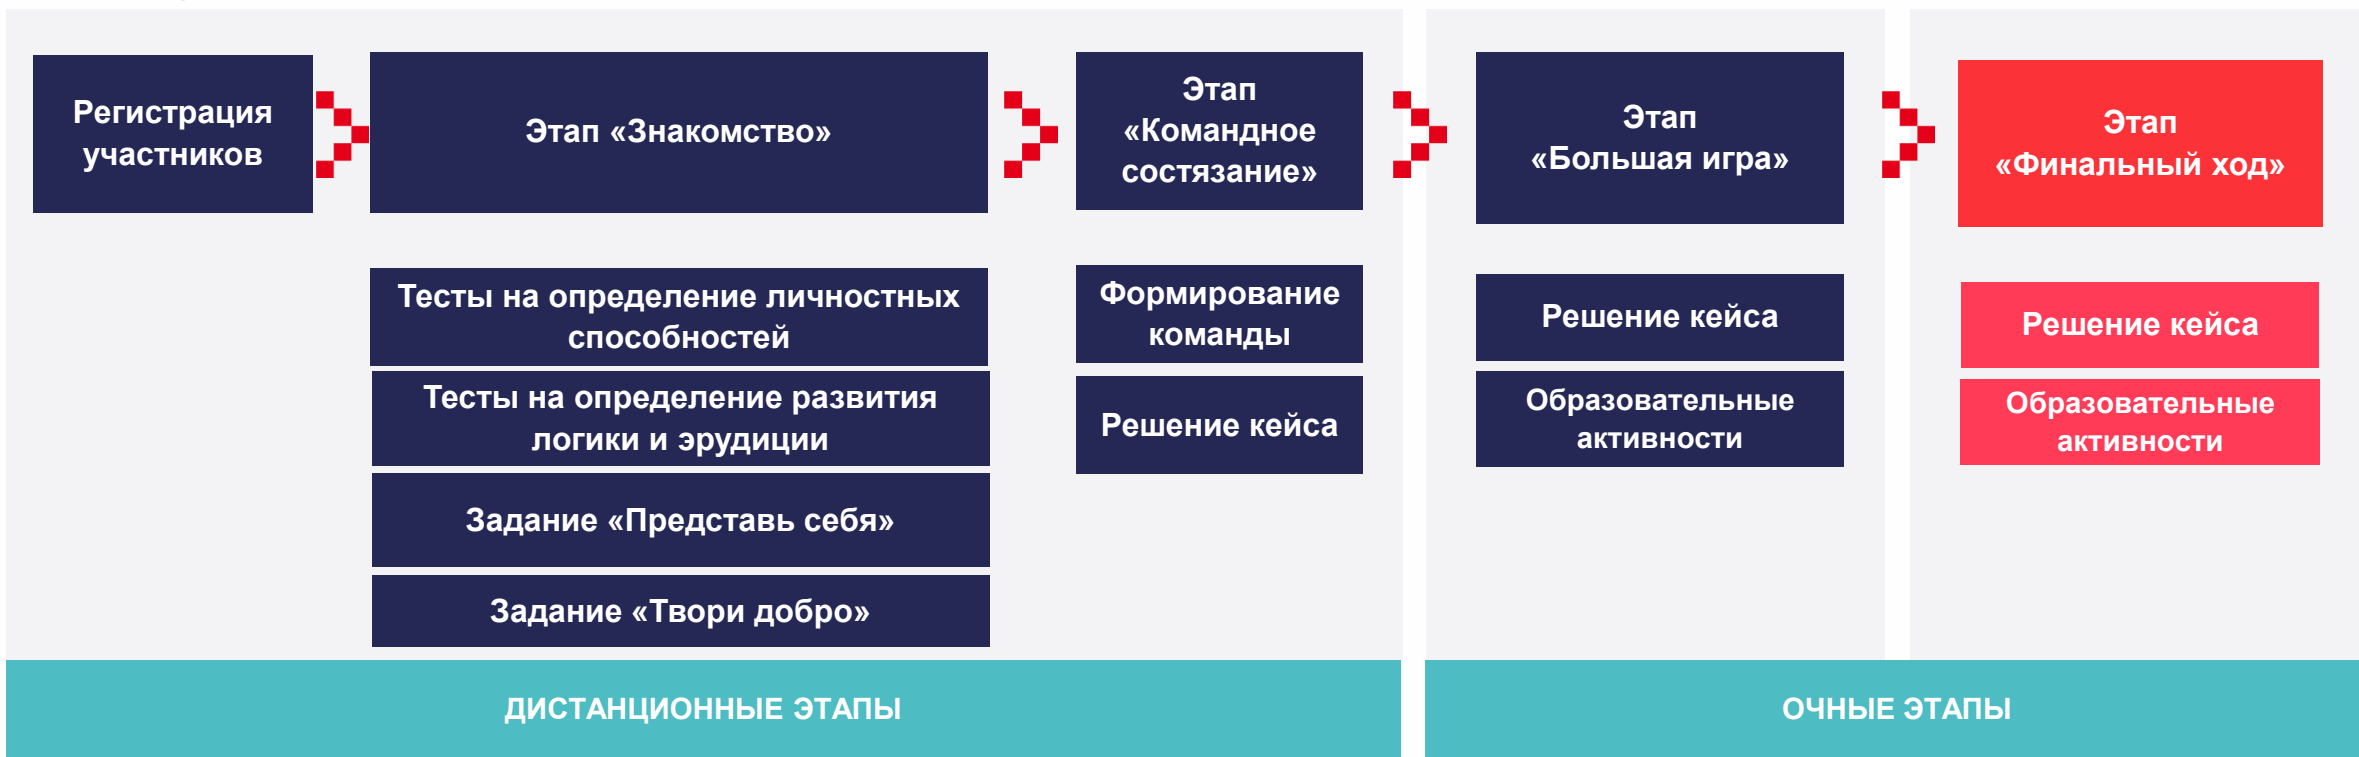 Регистрация
участников
Этап «Знакомство»
Этап
«Командное
состязание»
Этап
«Большая игра»
Этап
«Финальный ход»
Тесты на определение личностных
способностей
Тесты на определение развития
логики и эрудиции
Задание «Представь себя»
Задание «Твори добро»
Формирование
команды
Решение кейса
Решение кейса
Образовательные
активности
Решение кейса
Образовательные
активности
ДИСТАНЦИОННЫЕ ЭТАПЫ
ОЧНЫЕ ЭТАПЫ